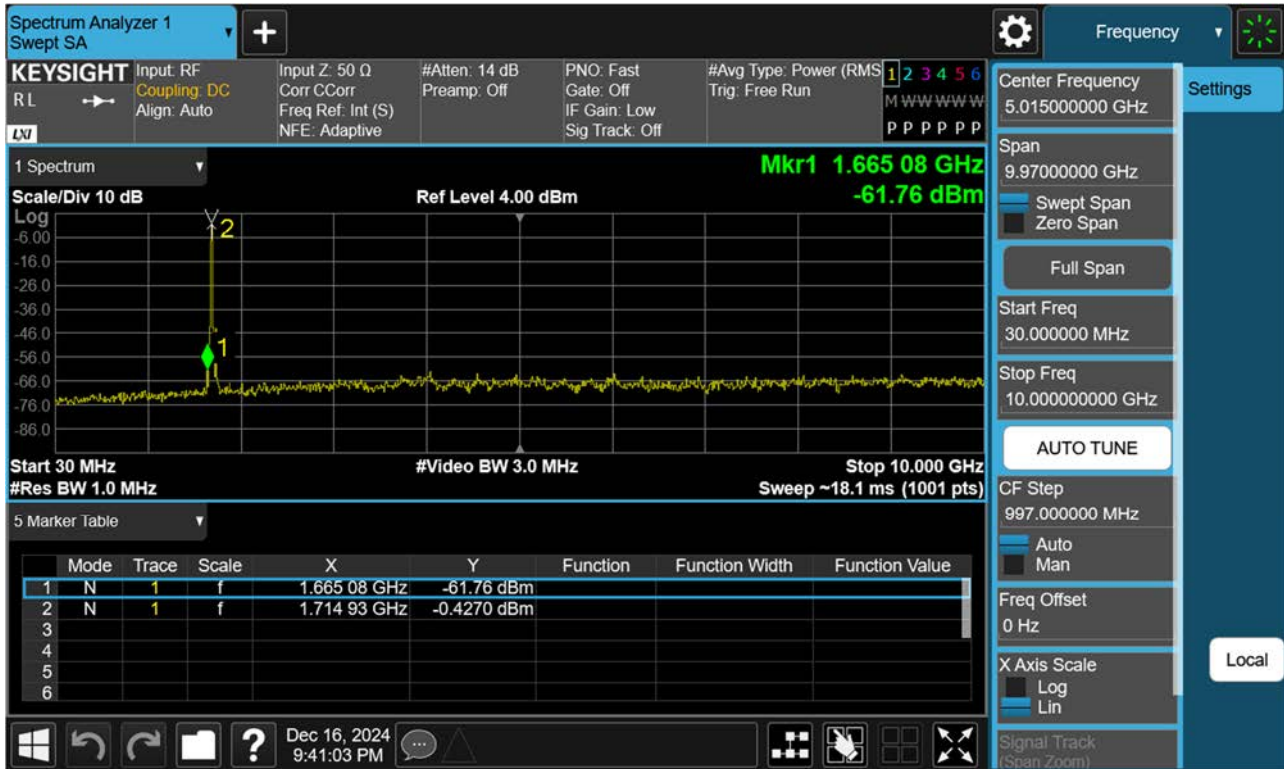 Spectrum Analyzer 1
Swept SA
Frequency
KEYSIGHT
R L
LXI
Input: RF
Coupling: DC
Align: Auto
Input Z: 50 Ω
Corr CCorr
Freq Ref: Int (S)
NFE: Adaptive
#Atten: 14 dB
Preamp: Off
PNO: Fast
Gate: Off
IF Gain: Low
Sig Track: Off
#Avg Type: Power (RMS
Trig: Free Run
1 2 3 4 5 6
M W W W W W
P P P P P P
1 Spectrum
Mkr1 1.665 08 GHz
-61.76 dBm
Scale/Div 10 dB
Ref Level 4.00 dBm
Log
-6.00
-16.0
-26.0
-36.0
-46.0
-56.0
-66.0
-76.0
-86.0
2
1
Start 30 MHz
#Video BW 3.0 MHz
Stop 10.000 GHz
#Res BW 1.0 MHz
Sweep ~18.1 ms (1001 pts)
5 Marker Table
Mode Trace Scale X Y Function Function Width Function Value
1 N 1 f 1.665 08 GHz -61.76 dBm
2 N 1 f 1.714 93 GHz -0.4270 dBm
3
4
5
6
?
Dec 16, 2024
9:41:03 PM
Center Frequency
5.015000000 GHz
Span
9.97000000 GHz
Swept Span
Zero Span
Full Span
Start Freq
30.000000 MHz
Stop Freq
10.000000000 GHz
AUTO TUNE
CF Step
997.000000 MHz
Auto
Man
Freq Offset
0 Hz
X Axis Scale
Log
Lin
Signal Track
(Span Zoom)
Settings
Local